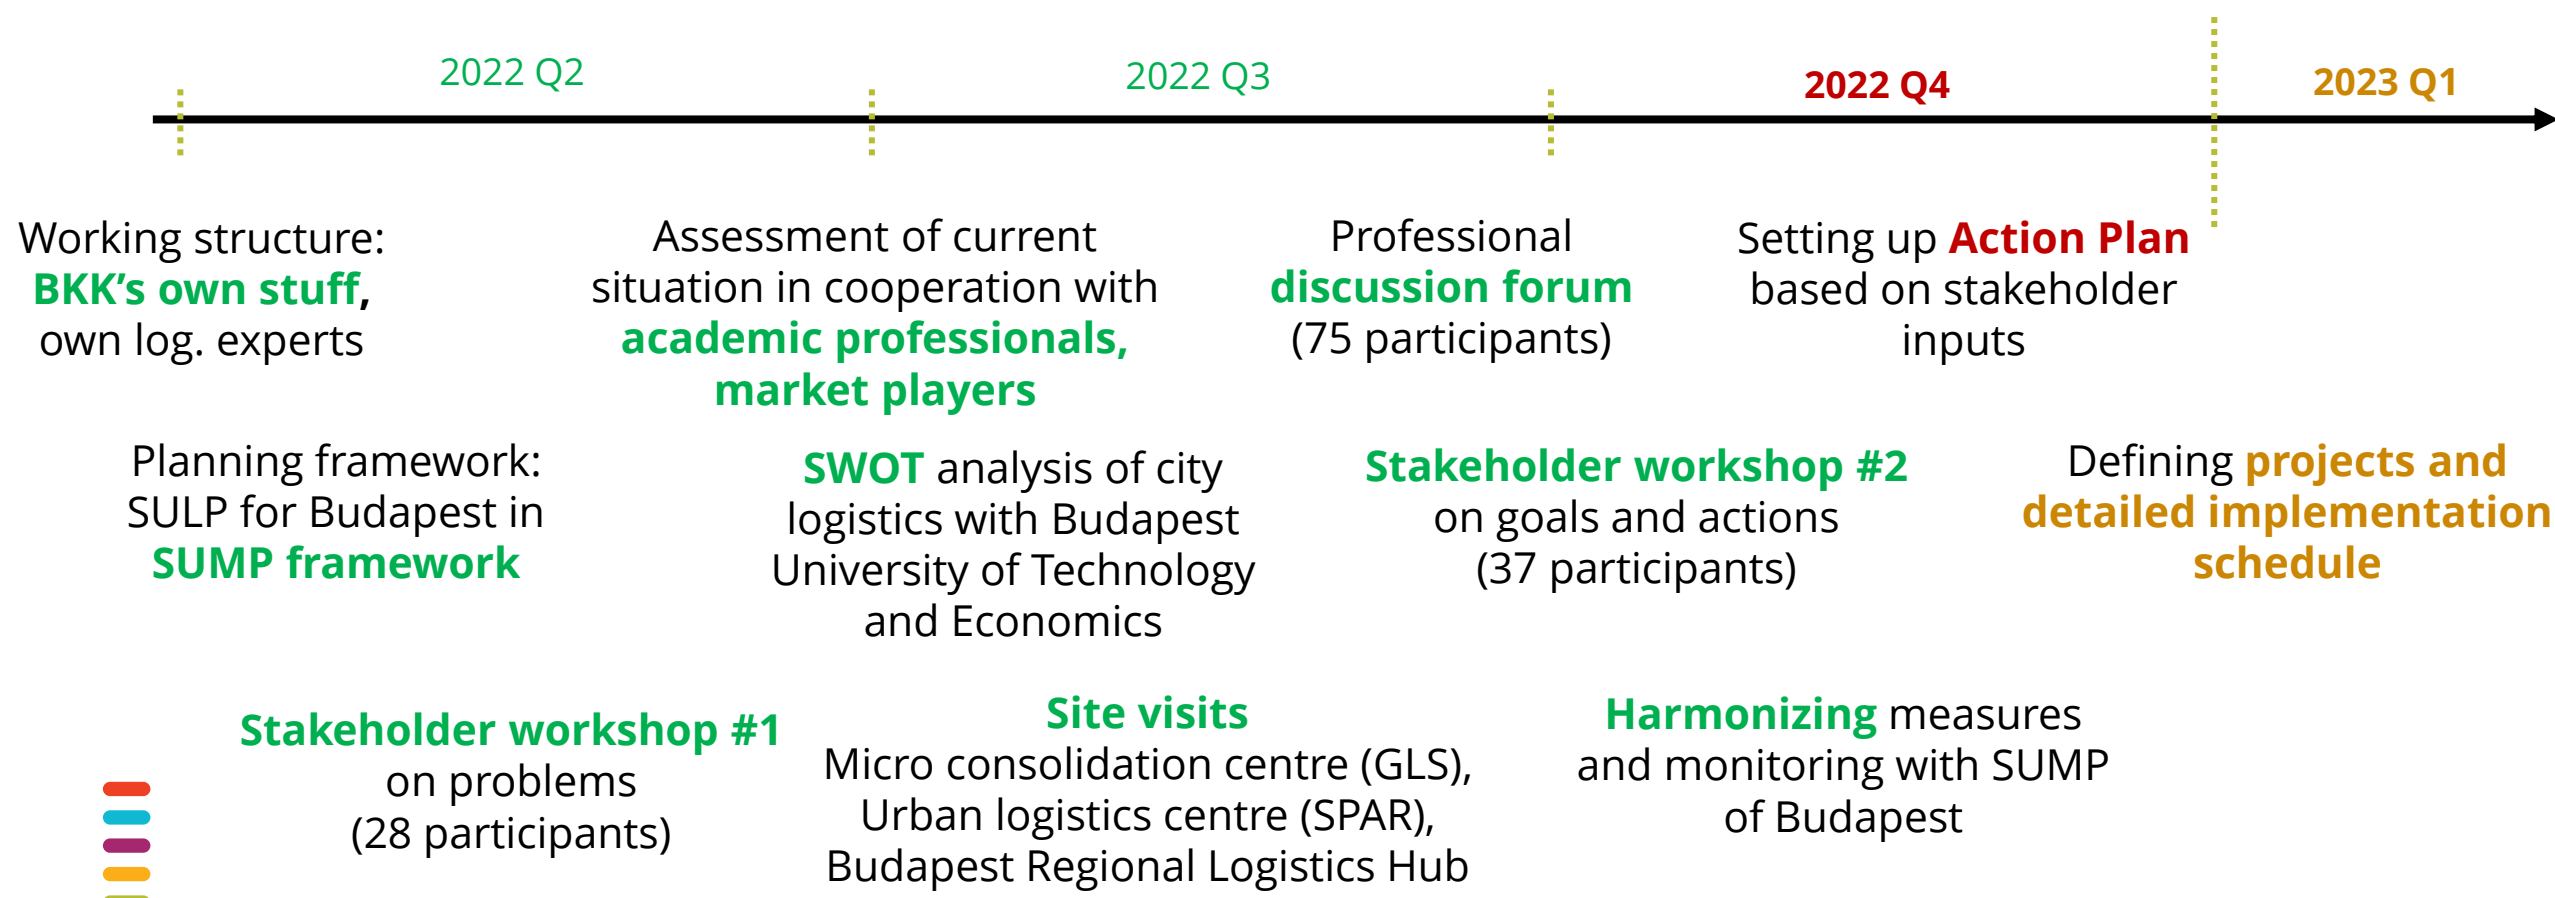 2022 Q2
2022 Q3
2022 Q4
2023 Q1
Working structure:
BKK’s own stuff,
own log. experts
Assessment of current
situation in cooperation with
academic professionals,
market players
Professional
discussion forum
(75 participants)
Setting up Action Plan
based on stakeholder
inputs
Planning framework:
SULP for Budapest in
SUMP framework
SWOT analysis of city
logistics with Budapest
University of Technology
and Economics
Stakeholder workshop #2
on goals and actions
(37 participants)
Defining projects and
detailed implementation
schedule
Stakeholder workshop #1
on problems
(28 participants)
Site visits
Micro consolidation centre (GLS),
Urban logistics centre (SPAR),
Budapest Regional Logistics Hub
Harmonizing measures
and monitoring with SUMP
of Budapest